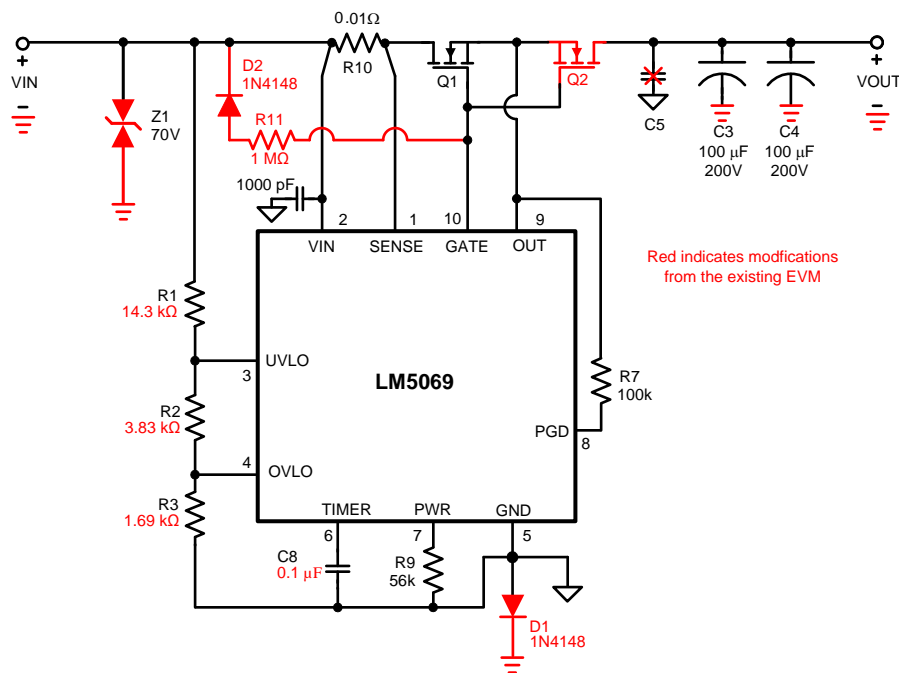 0.01Ω
R10
+
VIN
D2
1N4148
Z1
70V
R11
1 MΩ
Q1
Q2
C5
C3
100 µF
200V
C4
100 µF
200V
+
VOUT
1000 pF
2
1
10
9
VIN
SENSE
GATE
OUT
Red indicates modfications
from the existing EVM
R1
14.3 kΩ
UVLO
3
LM5069
R7
100k
R2
3.83 kΩ
PGD
8
4
OVLO
R3
1.69 kΩ
TIMER
PWR
GND
6
7
5
C8
0.1 µF
R9
56k
D1
1N4148